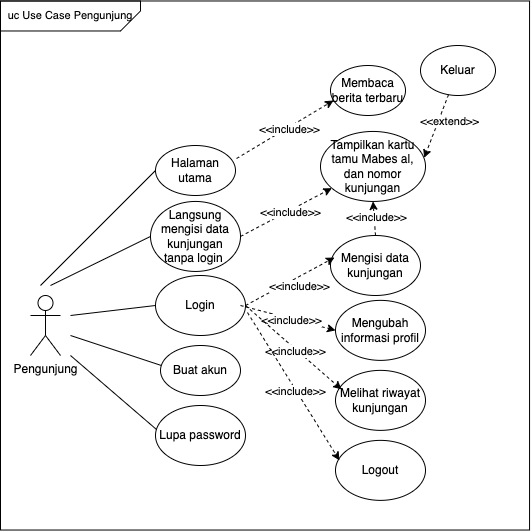 uc Use Case Pengunjung
Keluar
Membaca
berita terbaru
<<extend>>
<<include>>
Tampilkan kartu
tamu Mabes al,
dan nomor
kunjungan
Halaman
utama
Langsung
mengisi data
kunjungan
tanpa login
<<include>>
<<include>>
Mengisi data
kunjungan
Login
<<include>>
<<include>>
Mengubah
informasi profil
Pengunjung
Buat akun
<<include>>
<<include>>
Melihat riwayat
kunjungan
Lupa password
Logout